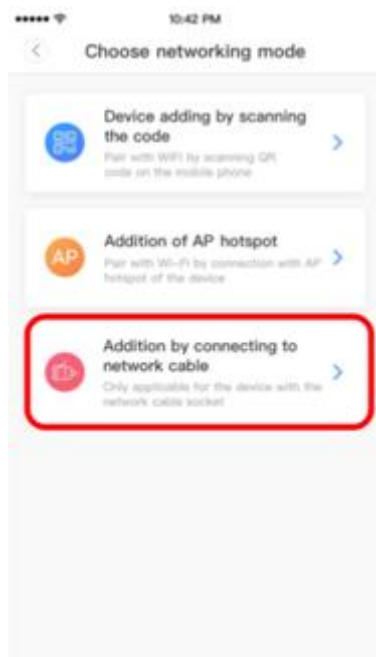 10:42 PM
Choose networking mode
Device adding by scanning
the code
Pair with WIFI by scanning QR
code on the mobile phone
AP
Addition of AP hotspot
Pair with Wi-Fi by connection with AP
hotspot of the device
Addition by connecting to
network cable
Only applicable for the device with the
network cable socket